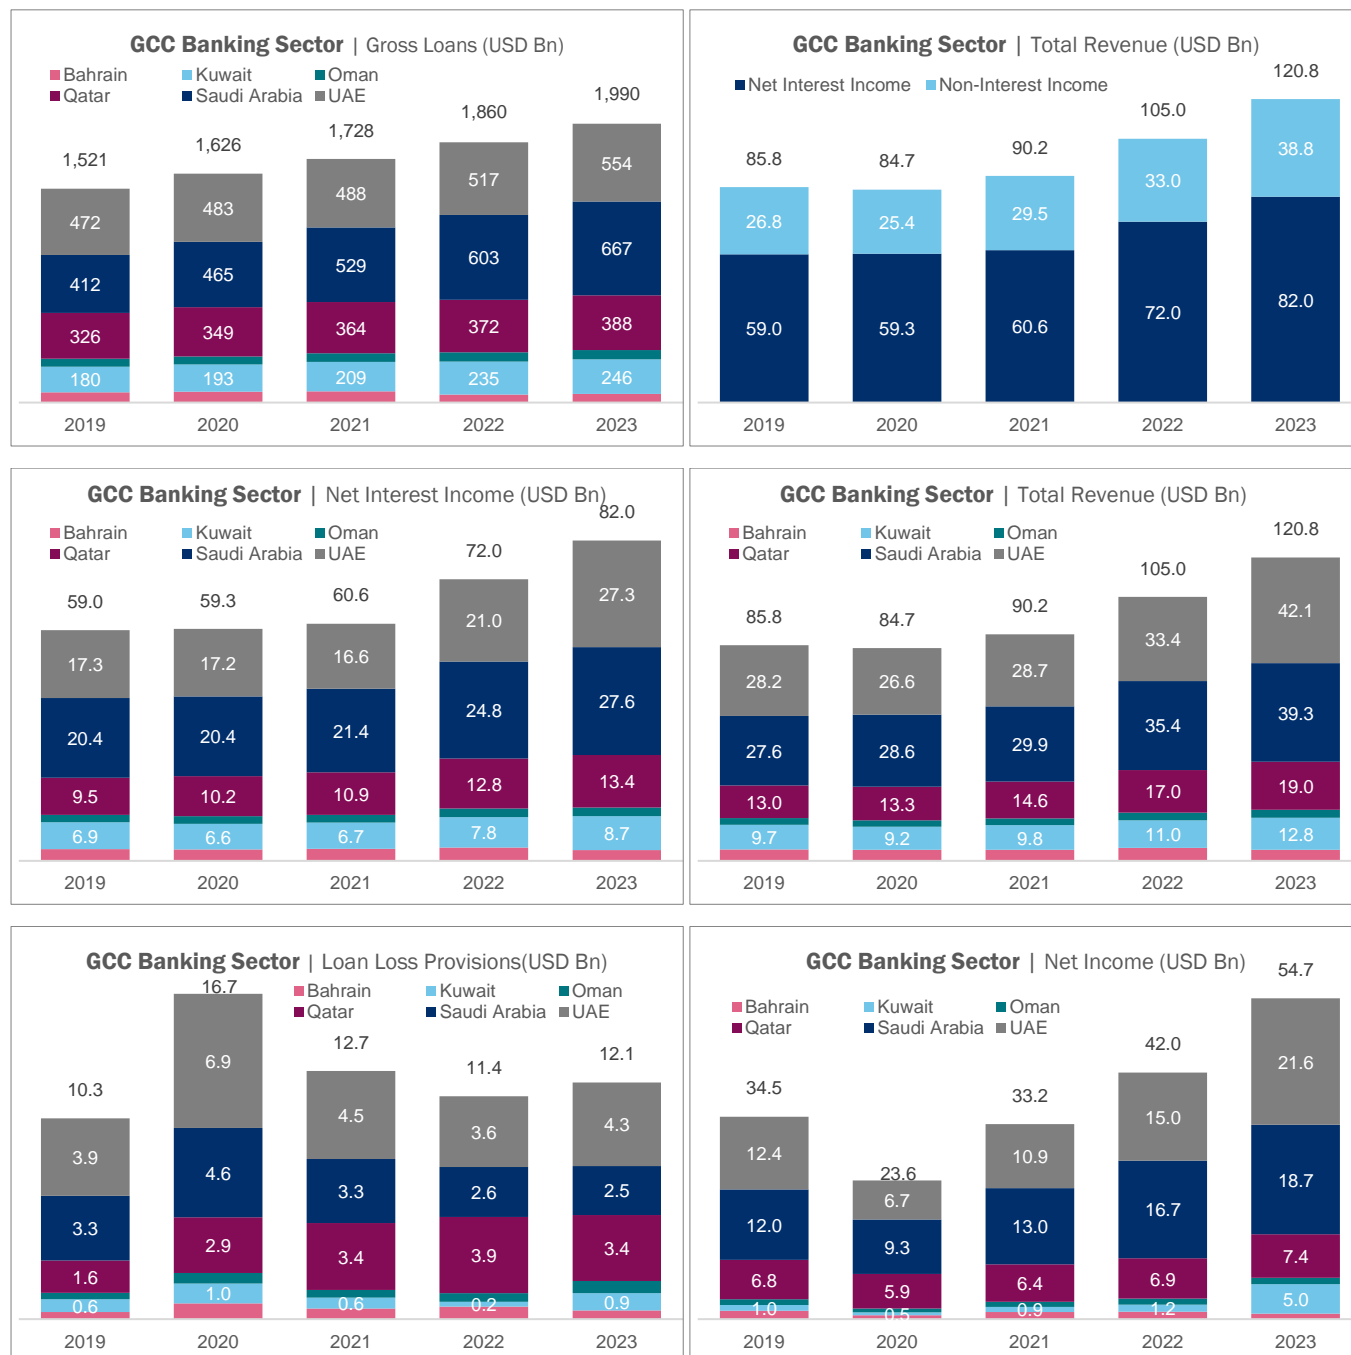 GCC Banking Sector | Gross Loans (USD Bn)
Bahrain Kuwait Oman
Qatar Saudi Arabia UAE
1,521 1,626 1,728 1,860 1,990
472 483 488 517 554
412 465 529 603 667
326 349 364 372 388
180 193 209 235 246
2019 2020 2021 2022 2023
GCC Banking Sector | Total Revenue (USD Bn)
Net Interest Income Non-Interest Income
85.8 84.7 90.2 105.0 120.8
26.8 25.4 29.5 33.0 38.8
59.0 59.3 60.6 72.0 82.0
2019 2020 2021 2022 2023
GCC Banking Sector | Net Interest Income (USD Bn)
Bahrain Kuwait Oman
Qatar Saudi Arabia UAE
59.0 59.3 60.6 72.0 82.0
17.3 17.2 16.6 21.0 27.3
20.4 20.4 21.4 24.8 27.6
9.5 10.2 10.9 12.8 13.4
6.9 6.6 6.7 7.8 8.7
2019 2020 2021 2022 2023
GCC Banking Sector | Total Revenue (USD Bn)
Bahrain Kuwait Oman
Qatar Saudi Arabia UAE
85.8 84.7 90.2 105.0 120.8
28.2 26.6 28.7 33.4 42.1
27.6 28.6 29.9 35.4 39.3
13.0 13.3 14.6 17.0 19.0
9.7 9.2 9.8 11.0 12.8
2019 2020 2021 2022 2023
GCC Banking Sector | Loan Loss Provisions(USD Bn)
Bahrain Kuwait Oman
Qatar Saudi Arabia UAE
10.3 16.7 12.7 11.4 12.1
3.9 6.9 4.5 3.6 4.3
3.3 4.6 3.3 2.6 2.5
1.6 2.9 3.4 3.9 3.4
0.6 1.0 0.6 0.2 0.9
2019 2020 2021 2022 2023
GCC Banking Sector | Net Income (USD Bn)
Bahrain Kuwait Oman
Qatar Saudi Arabia UAE
34.5 23.6 33.2 42.0 54.7
12.4 6.7 10.9 15.0 21.6
12.0 9.3 13.0 16.7 18.7
6.8 5.9 6.4 6.9 7.4
1.0 0.5 0.9 1.2 5.0
2019 2020 2021 2022 2023